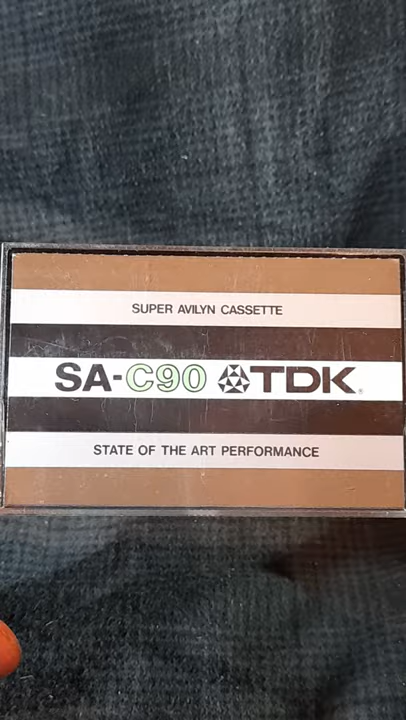 SUPER AVILYN CASSETTE
SA-C90 TDK®
STATE OF THE ART PERFORMANCE